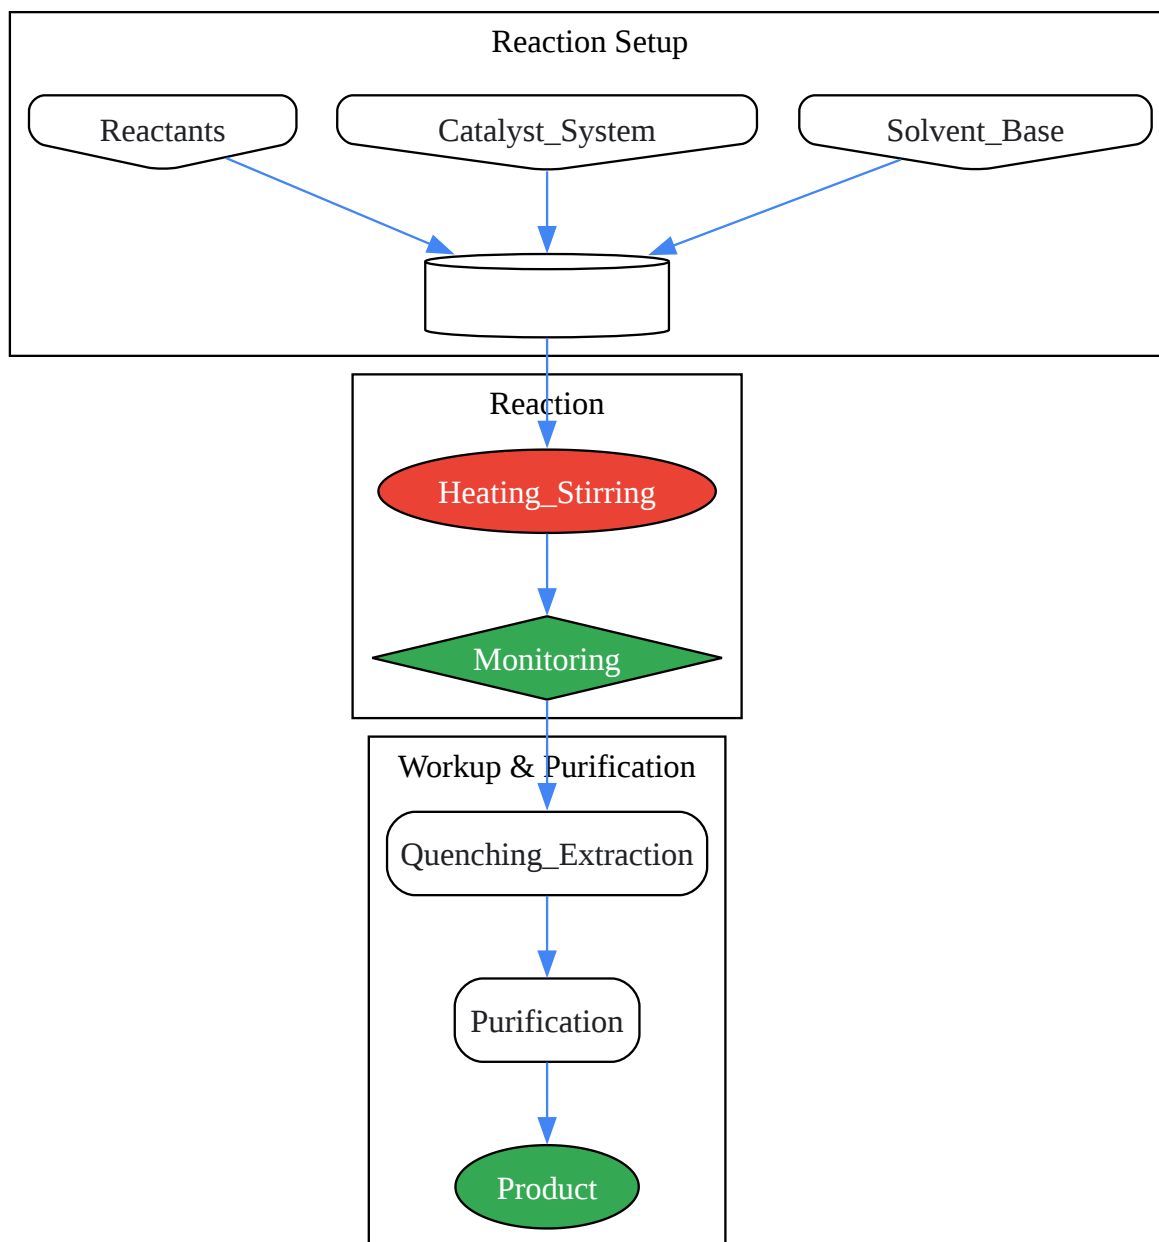 Reaction Setup
Reactants
Catalyst_System
Solvent_Base
Reaction
Heating_Stirring
Monitoring
Workup & Purification
Quenching_Extraction
Purification
Product